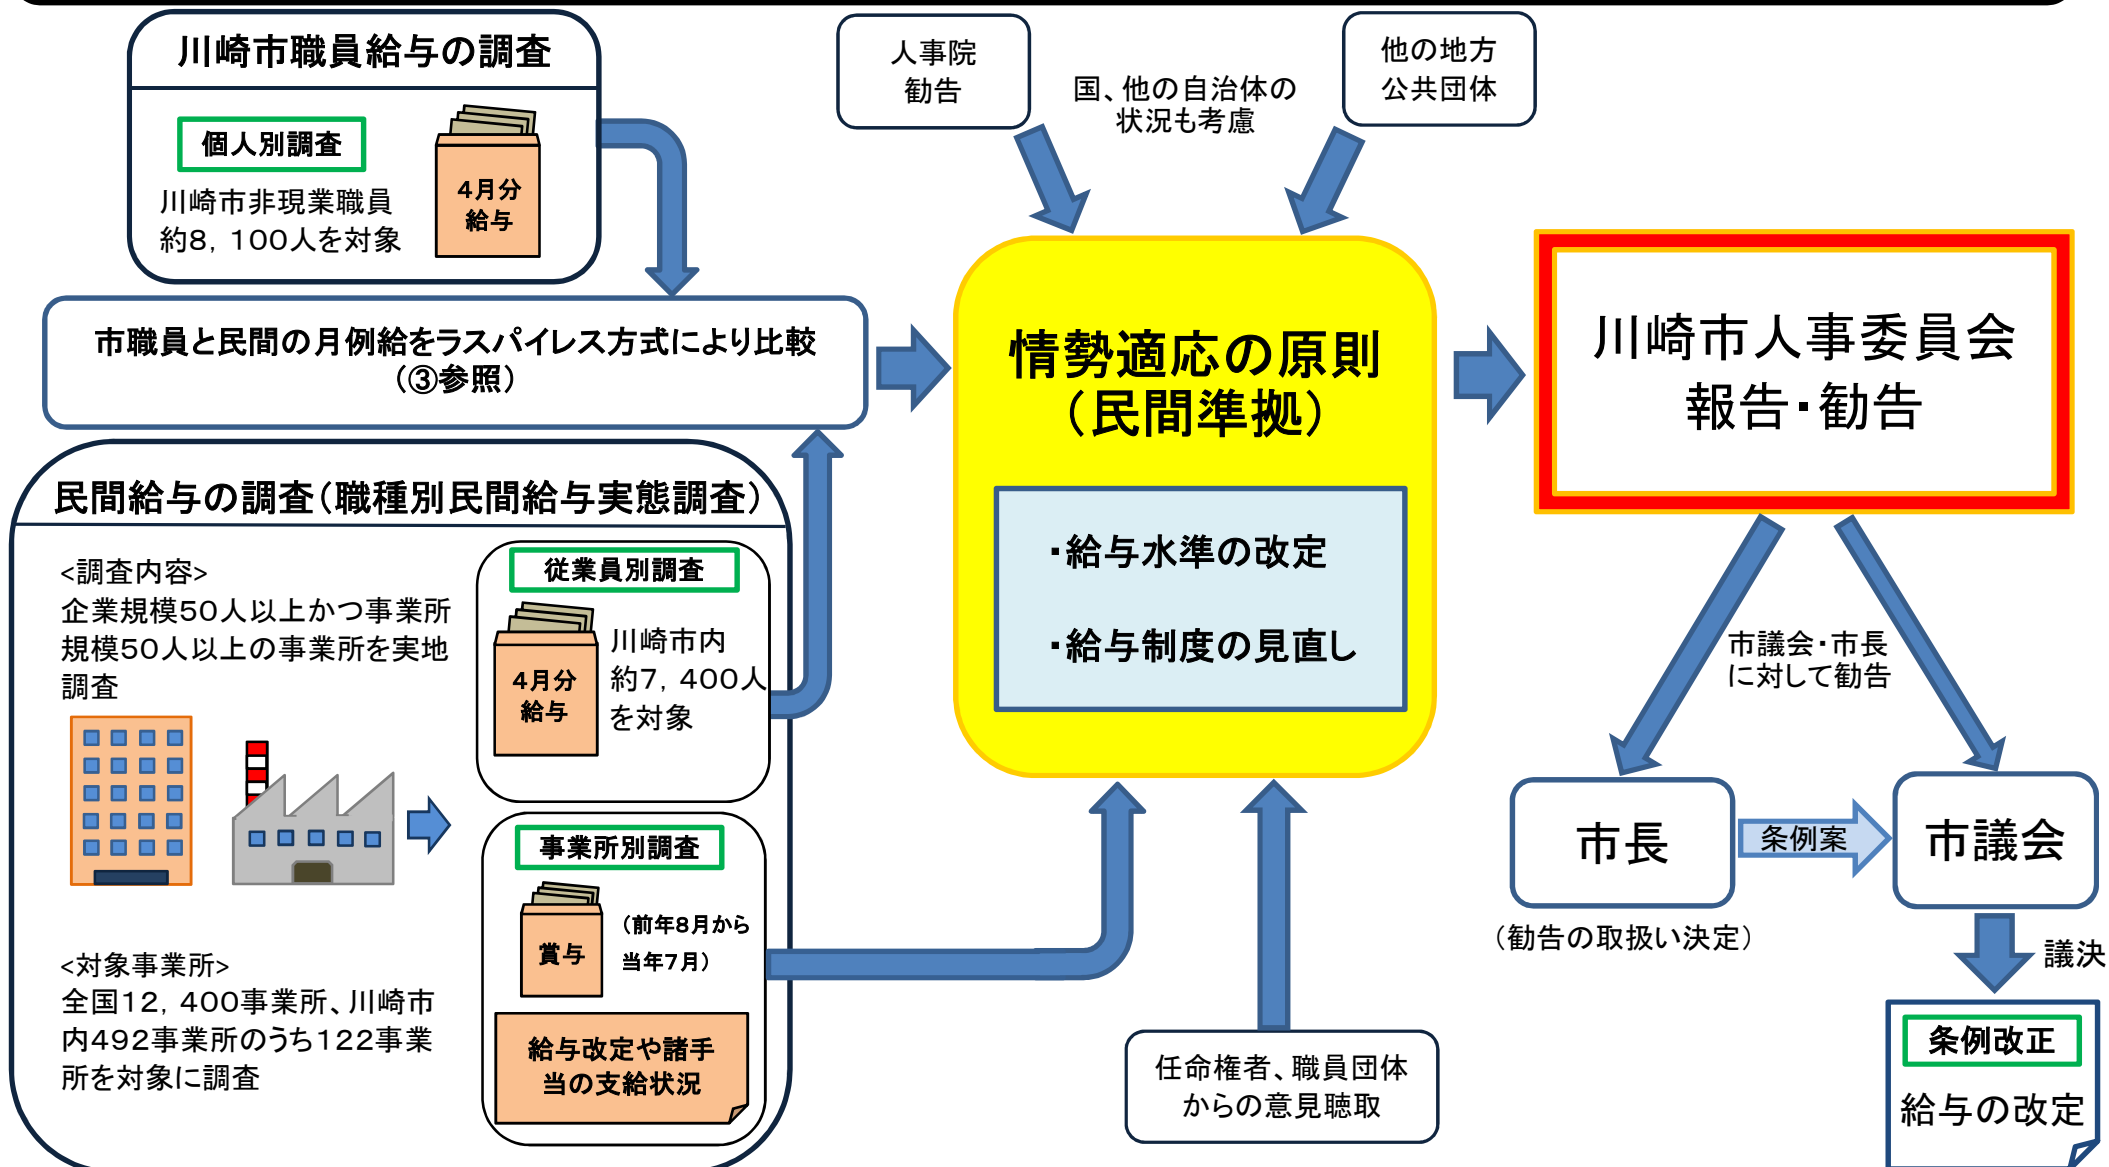 川崎市職員給与の調査
個人別調査
川崎市非現業職員
約8，100人を対象
4月分
給与
人事院
勧告
国、他の自治体の
状況も考慮
他の地方
公共団体
市職員と民間の月例給をラスパイレス方式により比較
（③参照）
情勢適応の原則
（民間準拠）
・給与水準の改定
・給与制度の見直し
川崎市人事委員会
報告・勧告
民間給与の調査（職種別民間給与実態調査）
<調査内容>
企業規模50人以上かつ事業所
規模50人以上の事業所を実地
調査
従業員別調査
4月分
給与
川崎市内
約7，400人
を対象
事業所別調査
賞与
（前年8月から
当年7月）
給与改定や諸手
当の支給状況
<対象事業所>
全国12，400事業所、川崎市
内492事業所のうち122事業
所を対象に調査
任命権者、職員団体
からの意見聴取
市議会・市長
に対して勧告
市長
条例案
市議会
（勧告の取扱い決定）
議決
条例改正
給与の改定